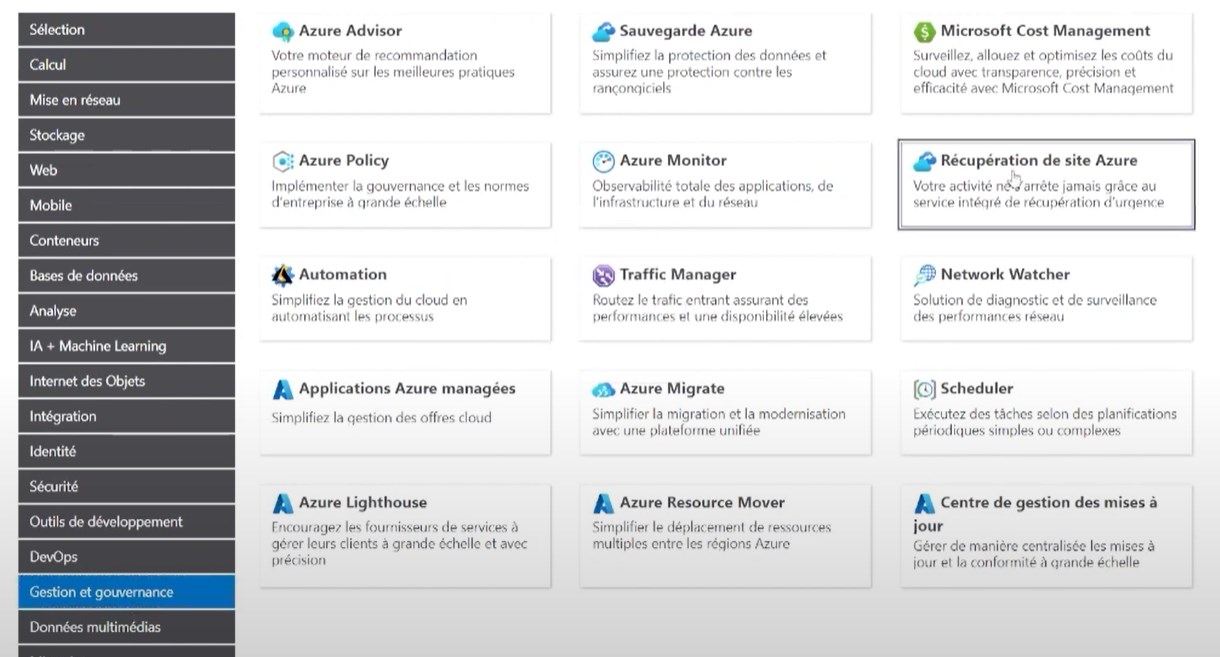 Sélection
Calcul
Mise en réseau
Stockage
Web
Mobile
Conteneurs
Bases de données
Analyse
IA + Machine Learning
Internet des Objets
Intégration
Identité
Sécurité
Outils de développement
DevOps
Gestion et gouvernance
Données multimédias
Azure Advisor
Votre moteur de recommandation
personnalisé sur les meilleures pratiques
Azure
Sauvegarde Azure
Simplifiez la protection des données et
assurez une protection contre les
rançongiciels
Microsoft Cost Management
Surveillez, allouez et optimisez les coûts du
cloud avec transparence, précision et
efficacité avec Microsoft Cost Management
Azure Policy
Implémenter la gouvernance et les normes
d'entreprise à grande échelle
Azure Monitor
Observabilité totale des applications, de
l'infrastructure et du réseau
Récupération de site Azure
Votre activité arrête jamais grâce au
service intégré de récupération d'urgence
Automation
Simplifiez la gestion du cloud en
automatisant les processus
Traffic Manager
Routez le trafic entrant assurant des
performances et une disponibilité élevées
Network Watcher
Solution de diagnostic et de surveillance
des performances réseau
Applications Azure managées
Simplifiez la gestion des offres cloud
Azure Migrate
Simplifier la migration et la modernisation
avec une plateforme unifiée
Scheduler
Exécutez des tâches selon des planifications
périodiques simples ou complexes
Azure Lighthouse
Encouragez les fournisseurs de services à
gérer leurs clients à grande échelle et avec
précision
Azure Resource Mover
Simplifier le déplacement de ressources
multiples entre les régions Azure
Centre de gestion des mises à
jour
Gérer de manière centralisée les mises à
jour et la conformité à grande échelle